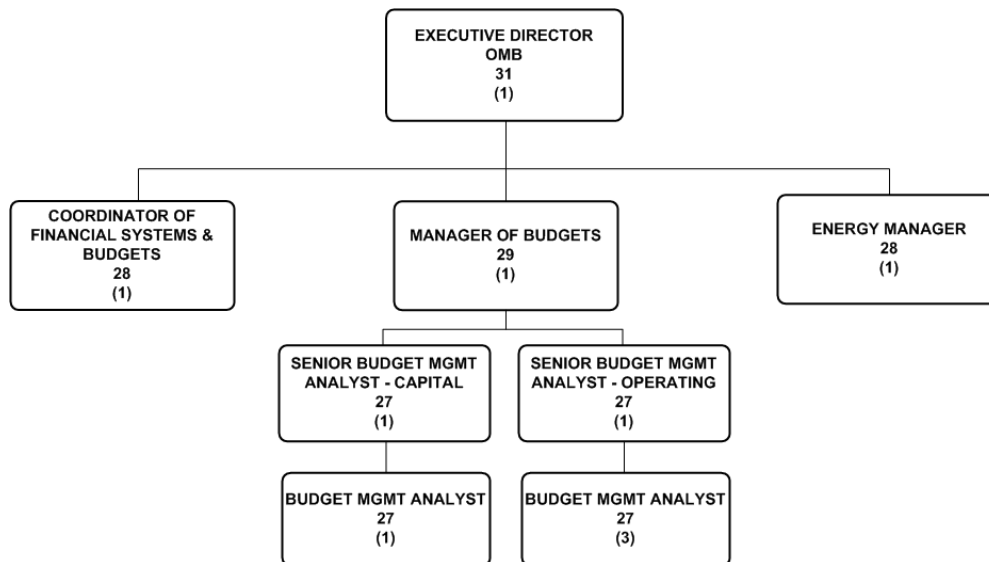 EXECUTIVE DIRECTOR
OMB
31
(1)
COORDINATOR OF
FINANCIAL SYSTEMS &
BUDGETS
28
(1)
MANAGER OF BUDGETS
29
(1)
ENERGY MANAGER
28
(1)
SENIOR BUDGET MGMT
ANALYST - CAPITAL
27
(1)
SENIOR BUDGET MGMT
ANALYST - OPERATING
27
(1)
BUDGET MGMT ANALYST
27
(1)
BUDGET MGMT ANALYST
27
(3)